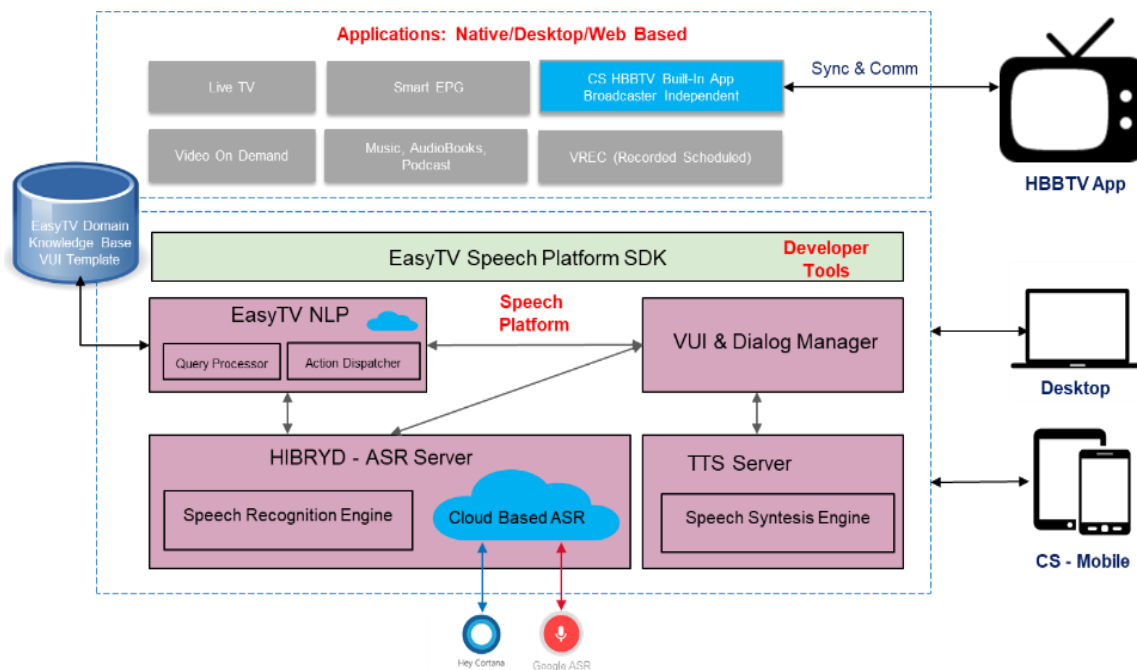 Applications: Native/Desktop/Web Based
Live TV
Smart EPG
CS HBBTV Built-In App
Broadcaster Independent
Sync & Comm
Video On Demand
Music, AudioBooks,
Podcast
VREC (Recorded Scheduled)
HBBTV App
EasyTV Domain
Knowledge Base
VUI Template
EasyTV Speech Platform SDK
Developer
Tools
EasyTV NLP
Query Processor
Action Dispatcher
Speech
Platform
VUI & Dialog Manager
Desktop
HIBRYD - ASR Server
Speech Recognition Engine
Cloud Based ASR
TTS Server
Speech Syntesis Engine
CS - Mobile
Hey Cortana
Google ASR